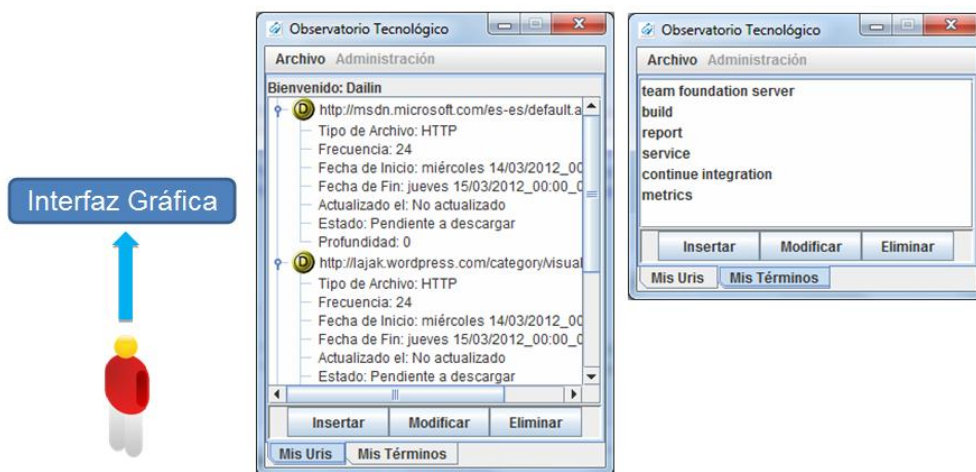 Interfaz Gráfica
Observatorio Tecnológico
Archivo Administración
Bienvenido: Dailin
D http://msdn.microsoft.com/es-es/default.a
Tipo de Archivo: HTTP
Frecuencia: 24
Fecha de Inicio: miércoles 14/03/2012_00
Fecha de Fin: jueves 15/03/2012_00:00_0
Actualizado el: No actualizado
Estado: Pendiente a descargar
Profundidad: 0
D http://lajak.wordpress.com/category/visual
Tipo de Archivo: HTTP
Frecuencia: 24
Fecha de Inicio: miércoles 14/03/2012_00
Fecha de Fin: jueves 15/03/2012_00:00_0
Actualizado el: No actualizado
Estado: Pendiente a descargar
Insertar Modificar Eliminar
Mis Uris Mis Términos
Observatorio Tecnológico
Archivo Administración
team foundation server
build
report
service
continue integration
metrics
Insertar Modificar Eliminar
Mis Uris Mis Términos